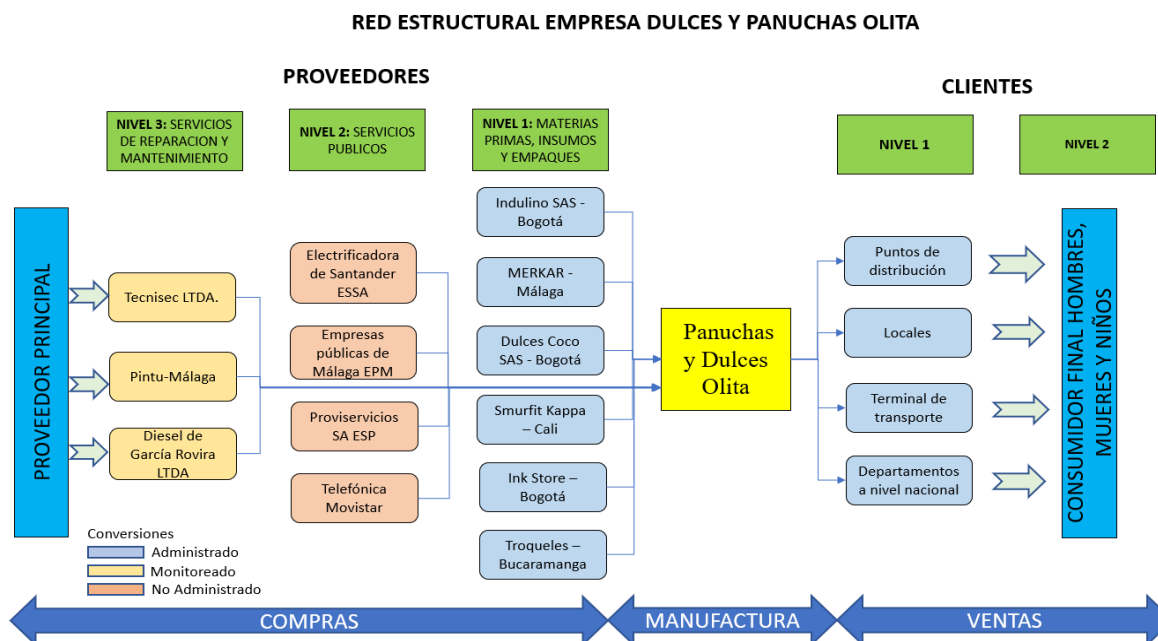 RED ESTRUCTURAL EMPRESA DULCES Y PANUCHAS OLITA
PROVEEDORES
CLIENTES
NIVEL 3: SERVICIOS
DE REPARACION Y
MANTENIMIENTO
NIVEL 2: SERVICIOS
PUBLICOS
NIVEL 1: MATERIAS
PRIMAS, INSUMOS
Y EMPAQUES
NIVEL 1
NIVEL 2
PROVEEDOR PRINCIPAL
Tecnisec LTDA.
Pintu-Málaga
Diesel de
García Rovira
LTDA
Electrificadora
de Santander
ESSA
Empresas
públicas de
Málaga EPM
Proviservicios
SA ESP
Telefónica
Movistar
Indulino SAS -
Bogotá
MERKAR -
Málaga
Dulces Coco
SAS - Bogotá
Smurfit Kappa
– Cali
Ink Store –
Bogotá
Troqueles –
Bucaramanga
Panuchas
y Dulces
Olita
Puntos de
distribución
Locales
Terminal de
transporte
Departamentos
a nivel nacional
CONSUMIDOR FINAL HOMBRES,
MUJERES Y NIÑOS
Conversiones
Administrado
Monitoreado
No Administrado
COMPRAS
MANUFACTURA
VENTAS